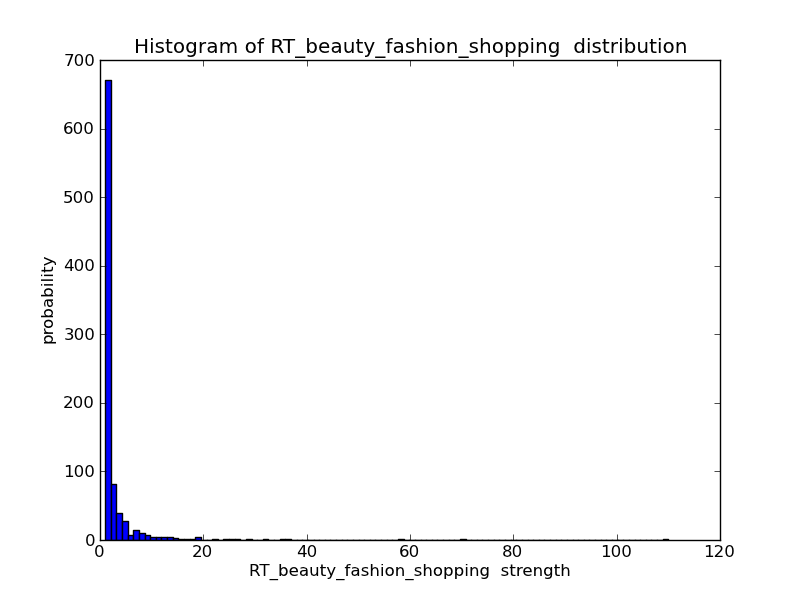 Histogram of RT_beauty_fashion_shopping  distribution
700
600
500
400
300
200
100
0
probability
0 20 40 60 80 100 120
RT_beauty_fashion_shopping  strength